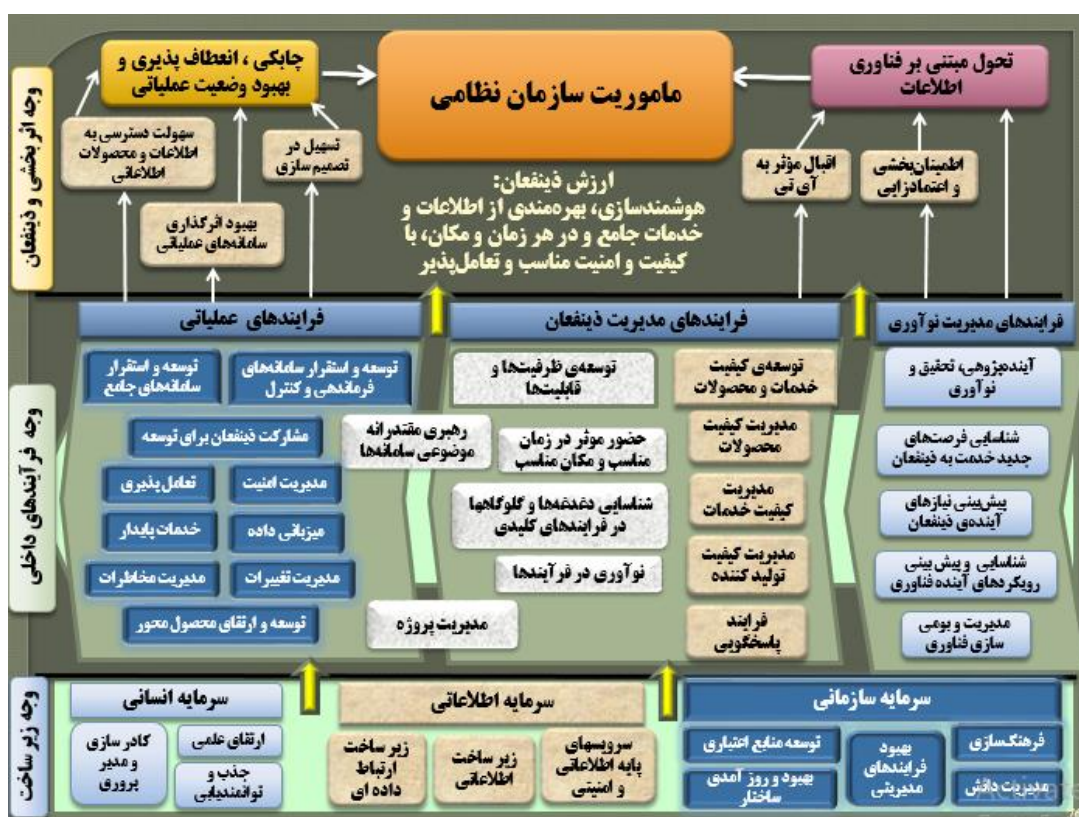 وجه اثر بخشی و ذینفعان
ماموریت سازمان نظامی
تحول مبتنی بر فناوری
اطلاعات
چابکی ، انعطاف پذیری و
بهبود وضعیت عملیاتی
اطمینان‌بخشی
و اعتمادزایی
اقبال مؤثر به
آی تی
تسهیل در
تصمیم سازی
سهولت دسترسی به
اطلاعات و محصولات
اطلاعاتی
بهبود اثرگذاری
سامانه‌های عملیاتی
ارزش ذینفعان:
هوشمندسازی، بهره‌مندی از اطلاعات و
خدمات جامع و در هر زمان و مکان، با
کیفیت و امنیت مناسب و تعامل‌پذیر
وجه فرآیندهای داخلی
فرایندهای مدیریت نوآوری
آینده‌پژوهی، تحقیق و
نوآوری
شناسایی فرصت‌های
جدید خدمت به ذینفعان
پیش‌بینی نیازهای
آینده‌ی ذینفعان
شناسایی و پیش بینی
رویکردهای آینده فناوری
مدیریت و بومی
سازی فناوری
فرایندهای مدیریت ذینفعان
توسعه‌ی کیفیت
خدمات و محصولات
مدیریت کیفیت
محصولات
مدیریت
کیفیت خدمات
مدیریت کیفیت
تولید کننده
فرایند
پاسخگویی
توسعه‌ی ظرفیت‌ها و
قابلیت‌ها
حضور موثر در زمان
مناسب و مکان مناسب
شناسایی دغدغه‌ها و گلوگاهها
در فرایندهای کلیدی
نوآوری در فرآیندها
رهبری مقتدرانه
موضوعی سامانه‌ها
مدیریت پروژه
فرایندهای عملیاتی
توسعه و استقرار سامانه‌های
فرماندهی و کنترل
توسعه و استقرار
سامانه‌های جامع
مشارکت ذینفعان برای توسعه
مدیریت امنیت
تعامل پذیری
میزبانی داده
خدمات پایدار
مدیریت تغییرات
مدیریت مخاطرات
توسعه و ارتقای محصول محور
وجه زیر ساخت
سرمایه سازمانی
فرهنگسازی
مدیریت دانش
بهبود
فرایندهای
مدیریتی
توسعه منابع اعتباری
بهبود و روز آمدی
ساختار
سرمایه اطلاعاتی
سرویسهای
پایه اطلاعاتی
و امنیتی
زیر ساخت
اطلاعاتی
زیر ساخت
ارتباط
داده ای
سرمایه انسانی
ارتقای علمی
جذب و
توانمندیابی
کادر سازی
و مدیر
پروری